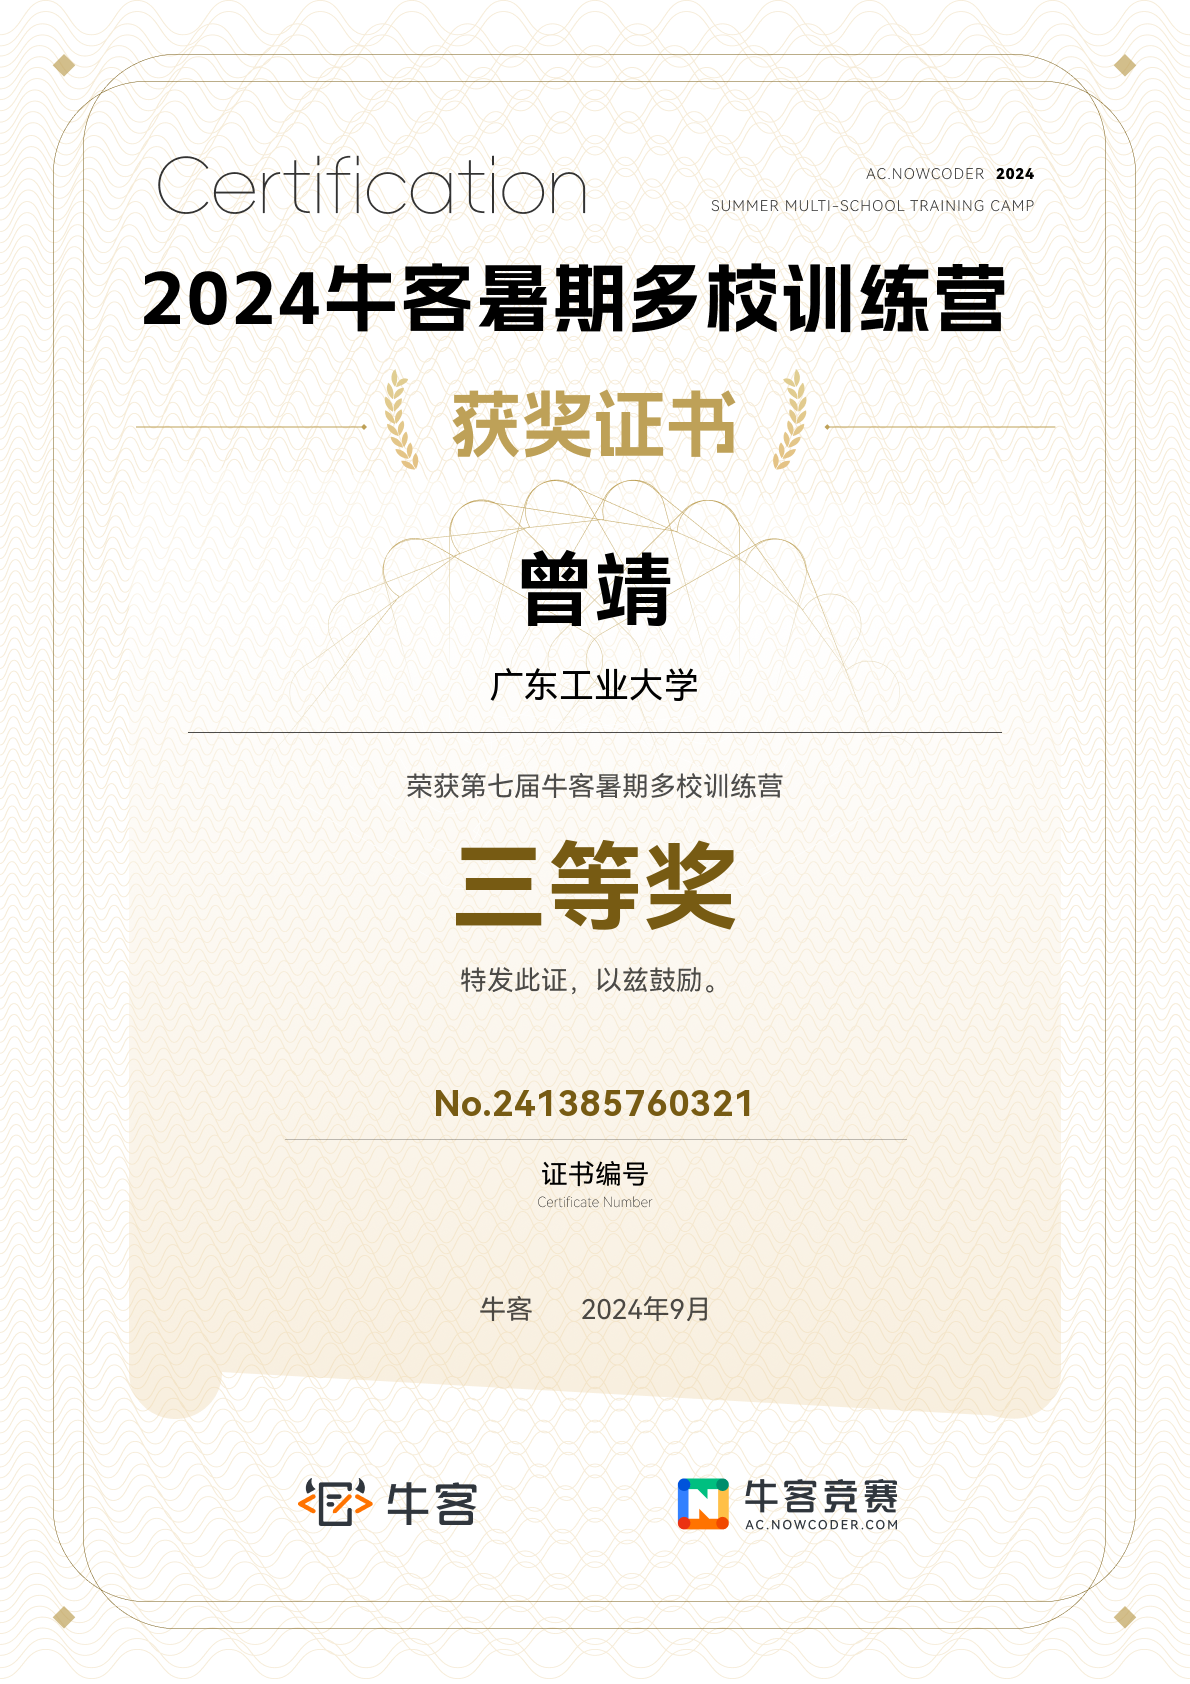 Certification
AC.NOWCODER 2024
SUMMER MULTI-SCHOOL TRAINING CAMP
2024牛客暑期多校训练营
获奖证书
曾靖
广东工业大学
荣获第七届牛客暑期多校训练营
三等奖
特发此证，以兹鼓励。
No.241385760321
证书编号
Certificate Number
牛客 2024年9月
牛客
牛客竞赛
AC.NOWCODER.COM